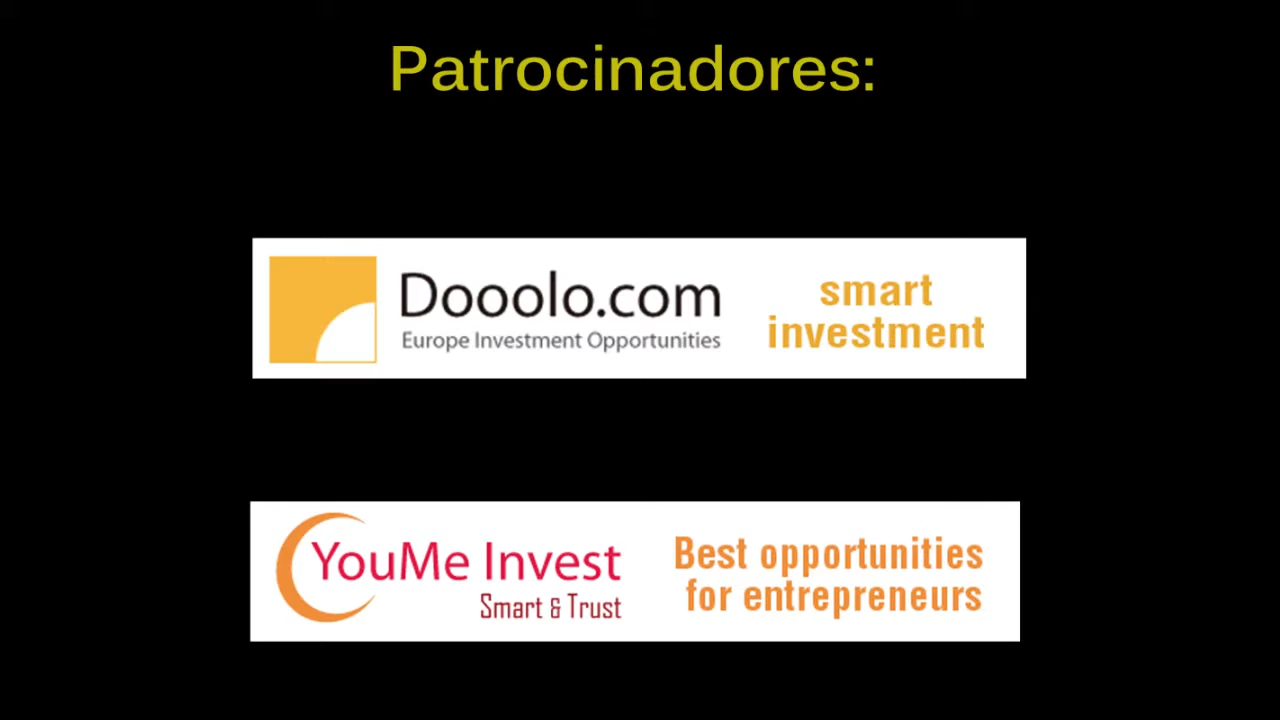 Patrocinadores:
Dooolo.com
Europe Investment Opportunities
smart
investment
YouMe Invest
Smart & Trust
Best opportunities
for entrepreneurs